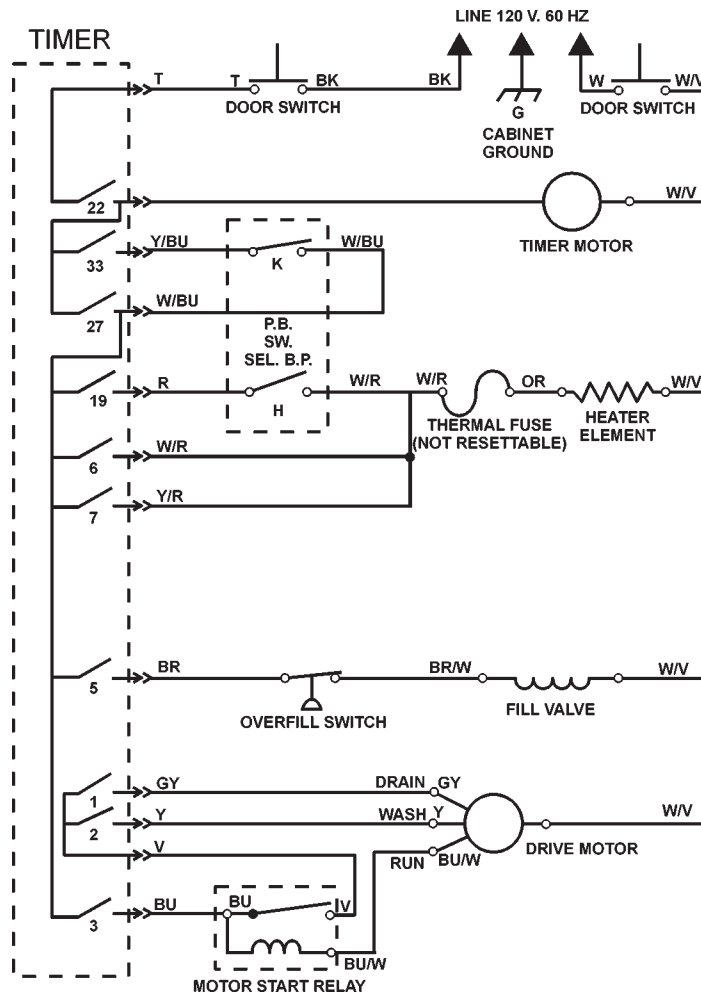 LINE 120 V. 60 HZ
TIMER
T
T
BK
BK
W
W/V
DOOR SWITCH
G
CABINET
GROUND
DOOR SWITCH
22
W/V
TIMER MOTOR
33
Y/BU
K
W/BU
27
W/BU
P.B.
SW.
SEL. B.P.
19
R
H
W/R
W/R
OR
W/V
THERMAL FUSE
(NOT RESETTABLE)
HEATER
ELEMENT
6
W/R
7
Y/R
5
BR
BR/W
W/V
OVERFILL SWITCH
FILL VALVE
1
GY
DRAIN
GY
2
Y
WASH
Y
W/V
V
RUN
BU/W
DRIVE MOTOR
3
BU
BU
V
BU/W
MOTOR START RELAY